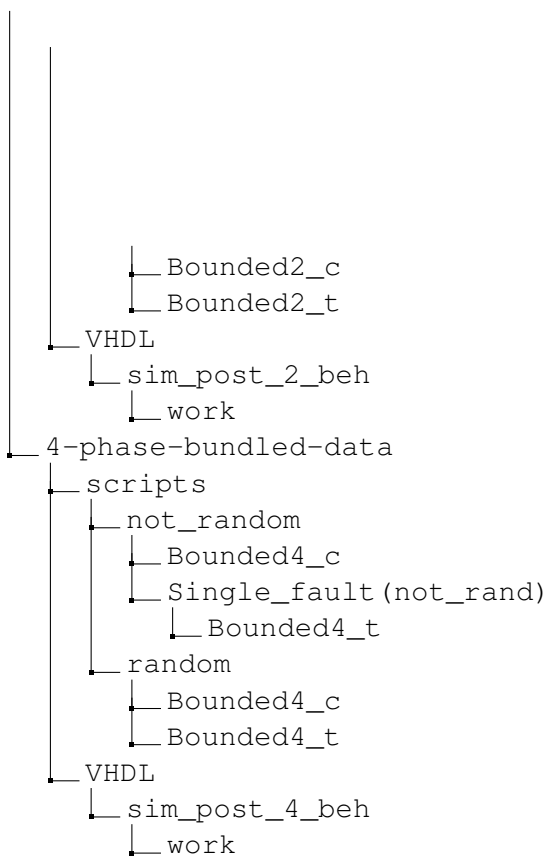 Bounded2_c
Bounded2_t
VHDL
sim_post_2_beh
work
4-phase-bundled-data
scripts
not_random
Bounded4_c
Single_fault(not_rand)
Bounded4_t
random
Bounded4_c
Bounded4_t
VHDL
sim_post_4_beh
work